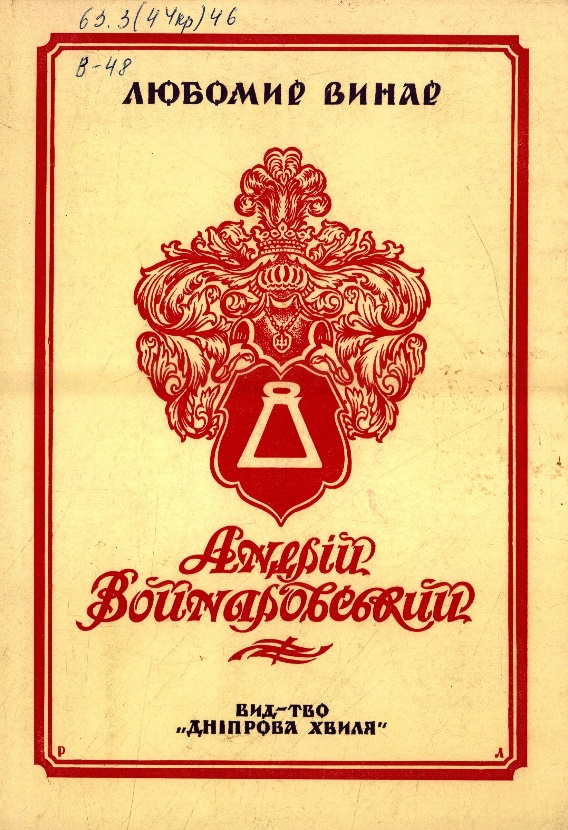 63.3(4Укр)46
В-48
ЛЮБОМИР ВИНАР
Андрій
Войнаровський
ВИД-ТВО
„ДНІПРОВА ХВИЛЯ"
Р Л